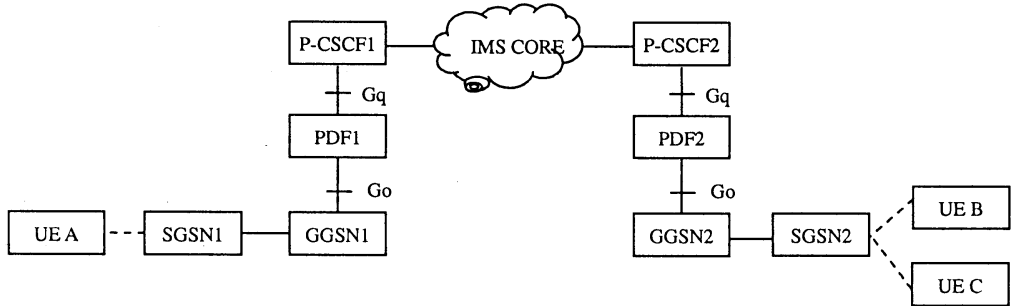 P-CSCF1
IMS CORE
P-CSCF2
Gq
Gq
PDF1
PDF2
Go
Go
UE A
SGSN1
GGSN1
GGSN2
SGSN2
UE B
UE C